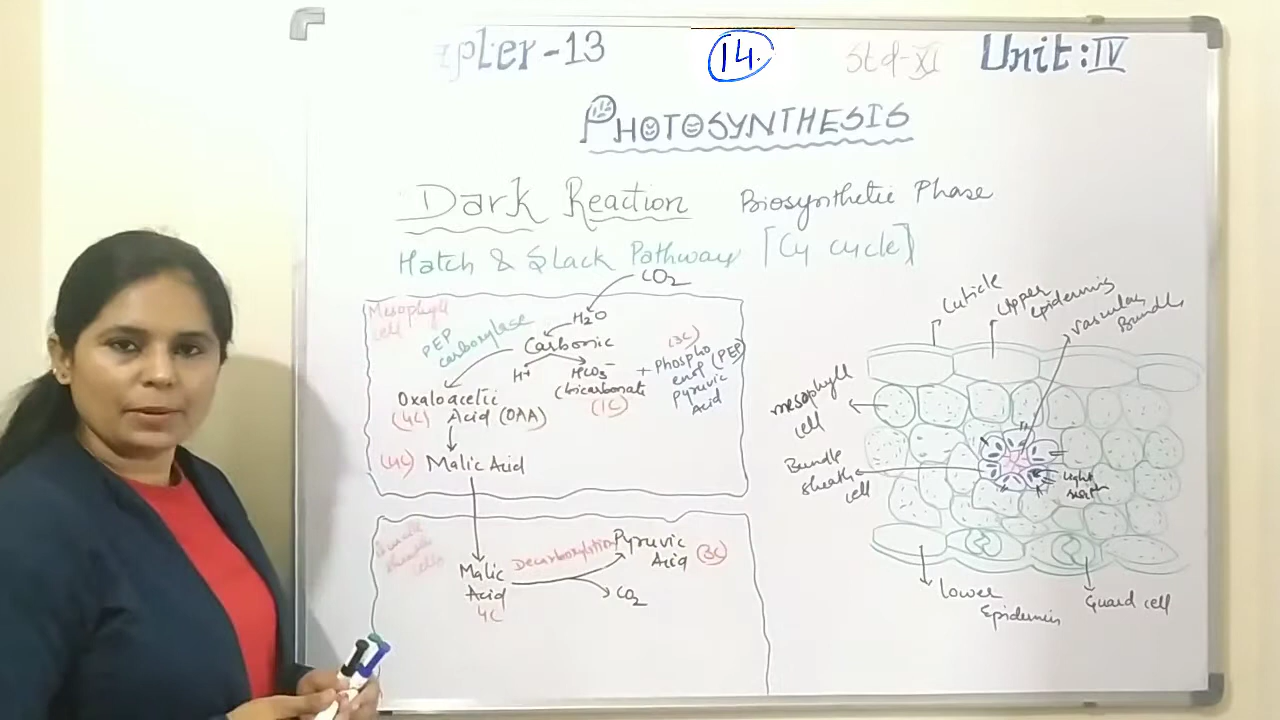 pter-13
14.
Std-XI
Unit: IV
PHOTOSYNTHESIS
Dark Reaction
Biosynthetic Phase
Hatch & Slack Pathway [C4 cycle]
CO2
Mesophyll
cell
H2O
PEP
carboxylase
Carbonic
H+
HCO3-
(bicarbonate
(1C)
+
(3C)
Phospho
enol (PEP)
Pyruvic
Acid
Oxaloacetic
(4C) Acid (OAA)
(4C) Malic Acid
Bundle
sheath
cells
Malic
Acid
4C
Decarboxylation
Pyruvic
Acid (3C)
CO2
Cuticle
Upper
epidermis
Vascular
Bundle
mesophyll
cell
Bundle
sheath
cell
Lower
Epidermis
Guard cell